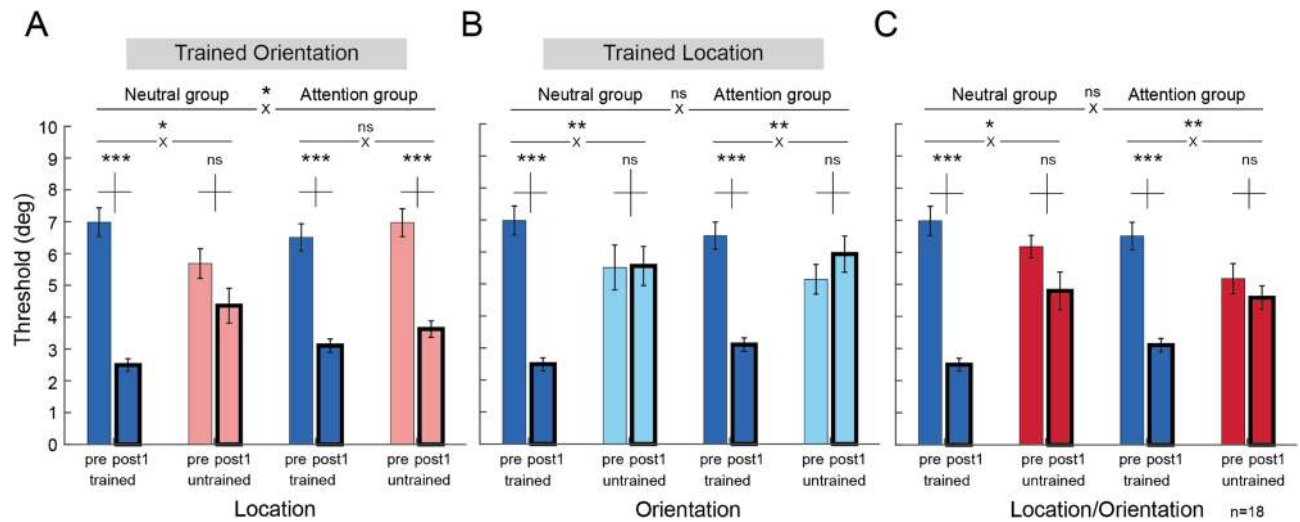 A
Trained Orientation
Neutral group * Attention group
X
* ns
X X
*** ns *** ***
Threshold (deg)
10
9
8
7
6
5
4
3
2
1
0
pre post1 pre post1 pre post1 pre post1
trained untrained trained untrained
Location
B
Trained Location
Neutral group ns Attention group
X
** **
X X
*** ns *** ns
pre post1 pre post1 pre post1 pre post1
trained untrained trained untrained
Orientation
C
Neutral group ns Attention group
X
* **
X X
*** ns *** ns
pre post1 pre post1 pre post1 pre post1
trained untrained trained untrained
Location/Orientation n=18